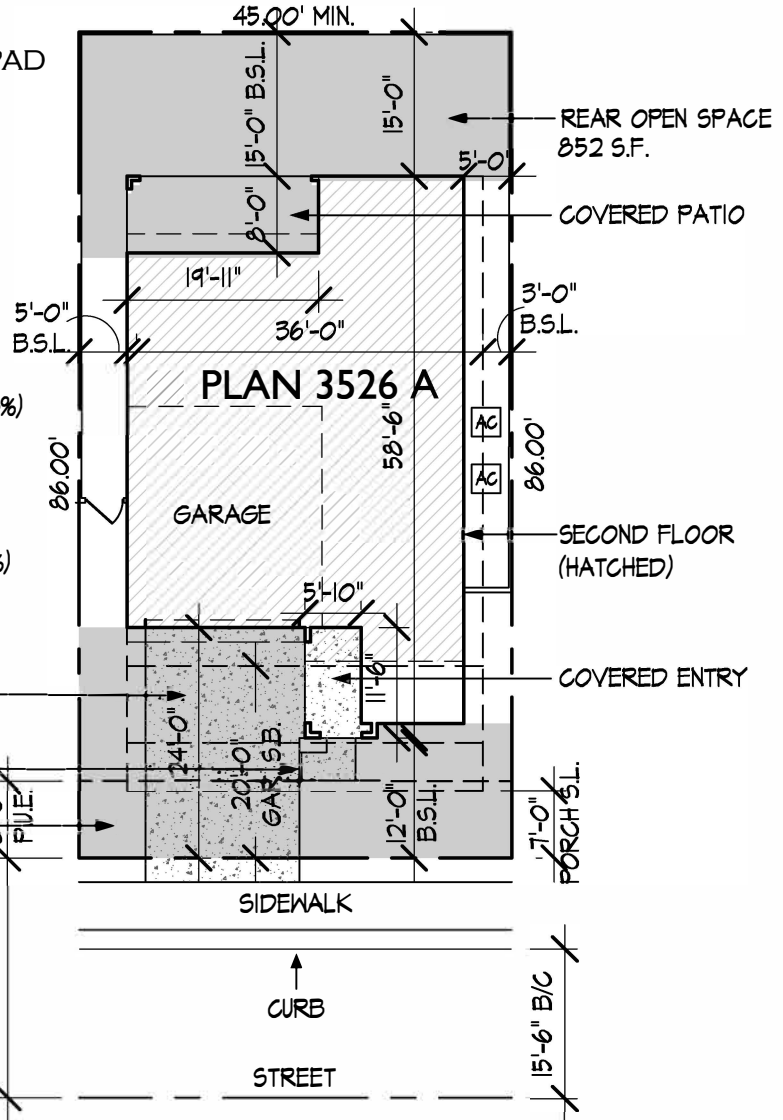 45.00' MIN.
PAD
15'-0" B.S.L.
15'-0"
REAR OPEN SPACE
852 S.F.
5'-0"
8'-0"
COVERED PATIO
19'-11"
5'-0"
B.S.L.
3'-0"
B.S.L.
36'-0"
PLAN 3526 A
%)
58'-6"
AC
AC
86.00'
86.00'
GARAGE
SECOND FLOOR
(HATCHED)
%)
5'-10"
11'-6"
COVERED ENTRY
24'-0"
20'-0"
GAR. S.B.
12'-0"
B.S.L.
7'-0"
PORCH S.L.
P.U.E.
SIDEWALK
CURB
15'-6" B/C
STREET